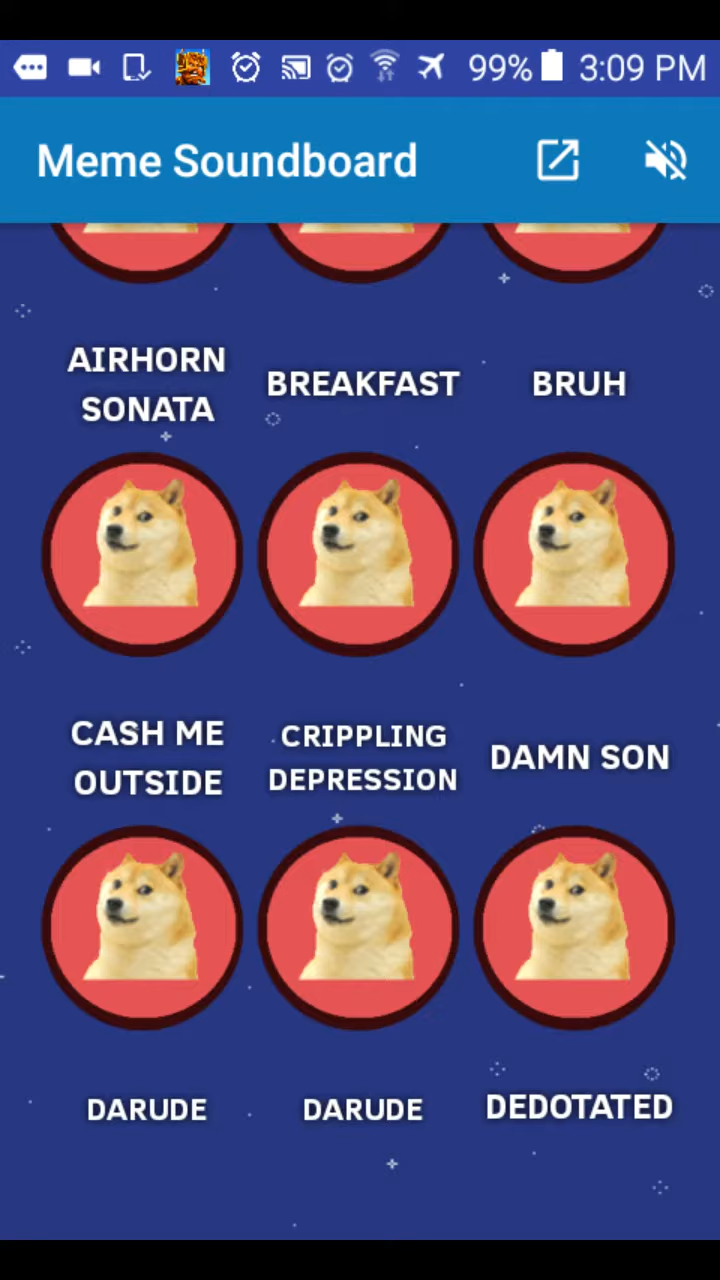 99% 3:09 PM
Meme Soundboard
AIRHORN
SONATA
BREAKFAST
BRUH
CASH ME
OUTSIDE
CRIPPLING
DEPRESSION
DAMN SON
DARUDE
DARUDE
DEDOTATED